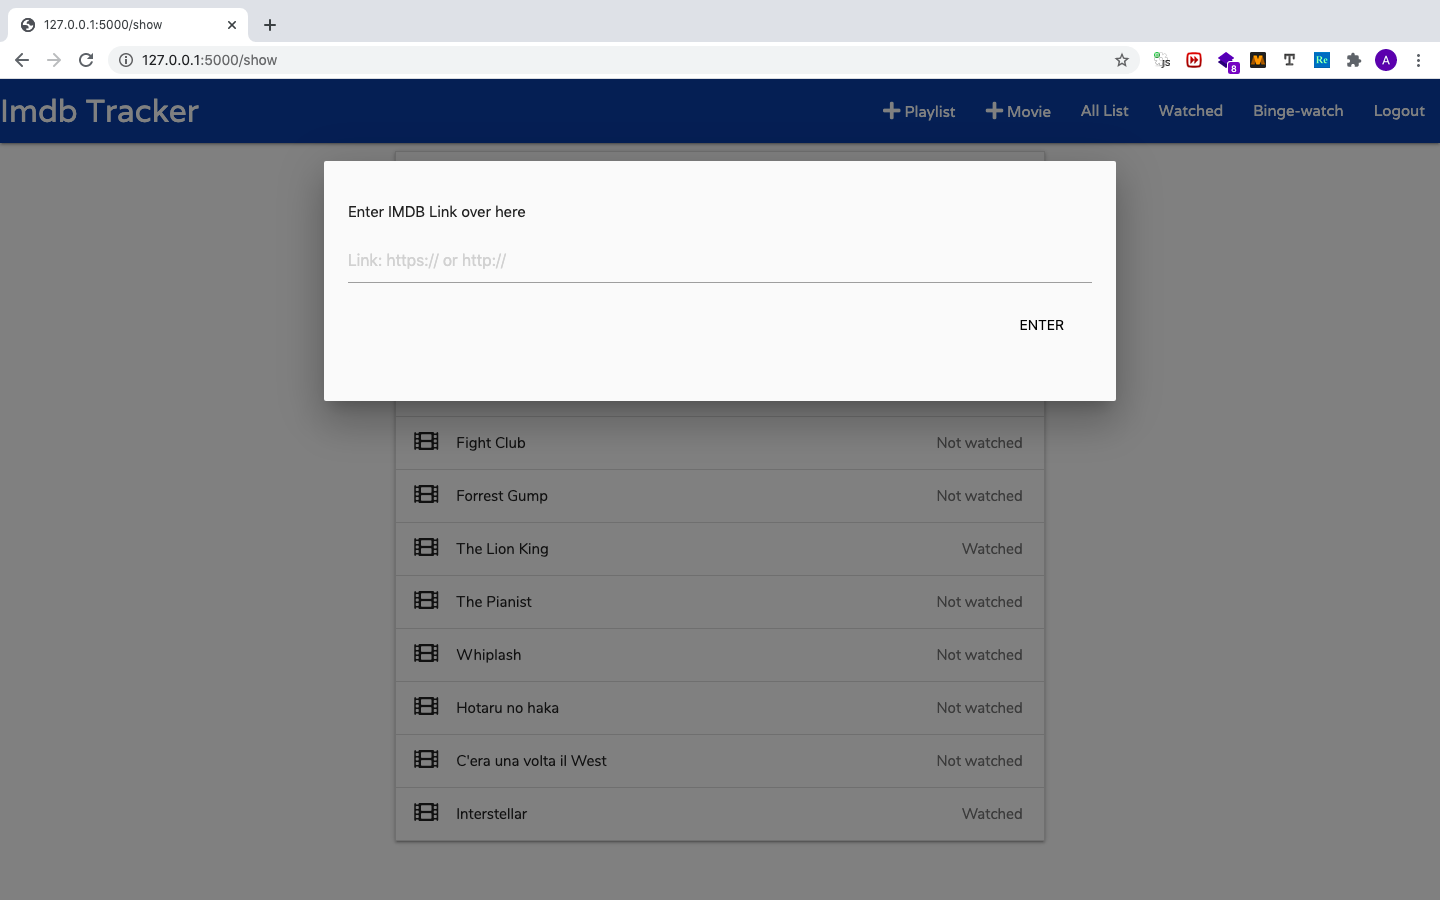 127.0.0.1:5000/show
127.0.0.1:5000/show
js
8
T
Re
A
Imdb Tracker
Playlist
Movie
All List
Watched
Binge-watch
Logout
Enter IMDB Link over here
Link: https:// or http://
ENTER
Fight Club
Not watched
Forrest Gump
Not watched
The Lion King
Watched
The Pianist
Not watched
Whiplash
Not watched
Hotaru no haka
Not watched
C'era una volta il West
Not watched
Interstellar
Watched